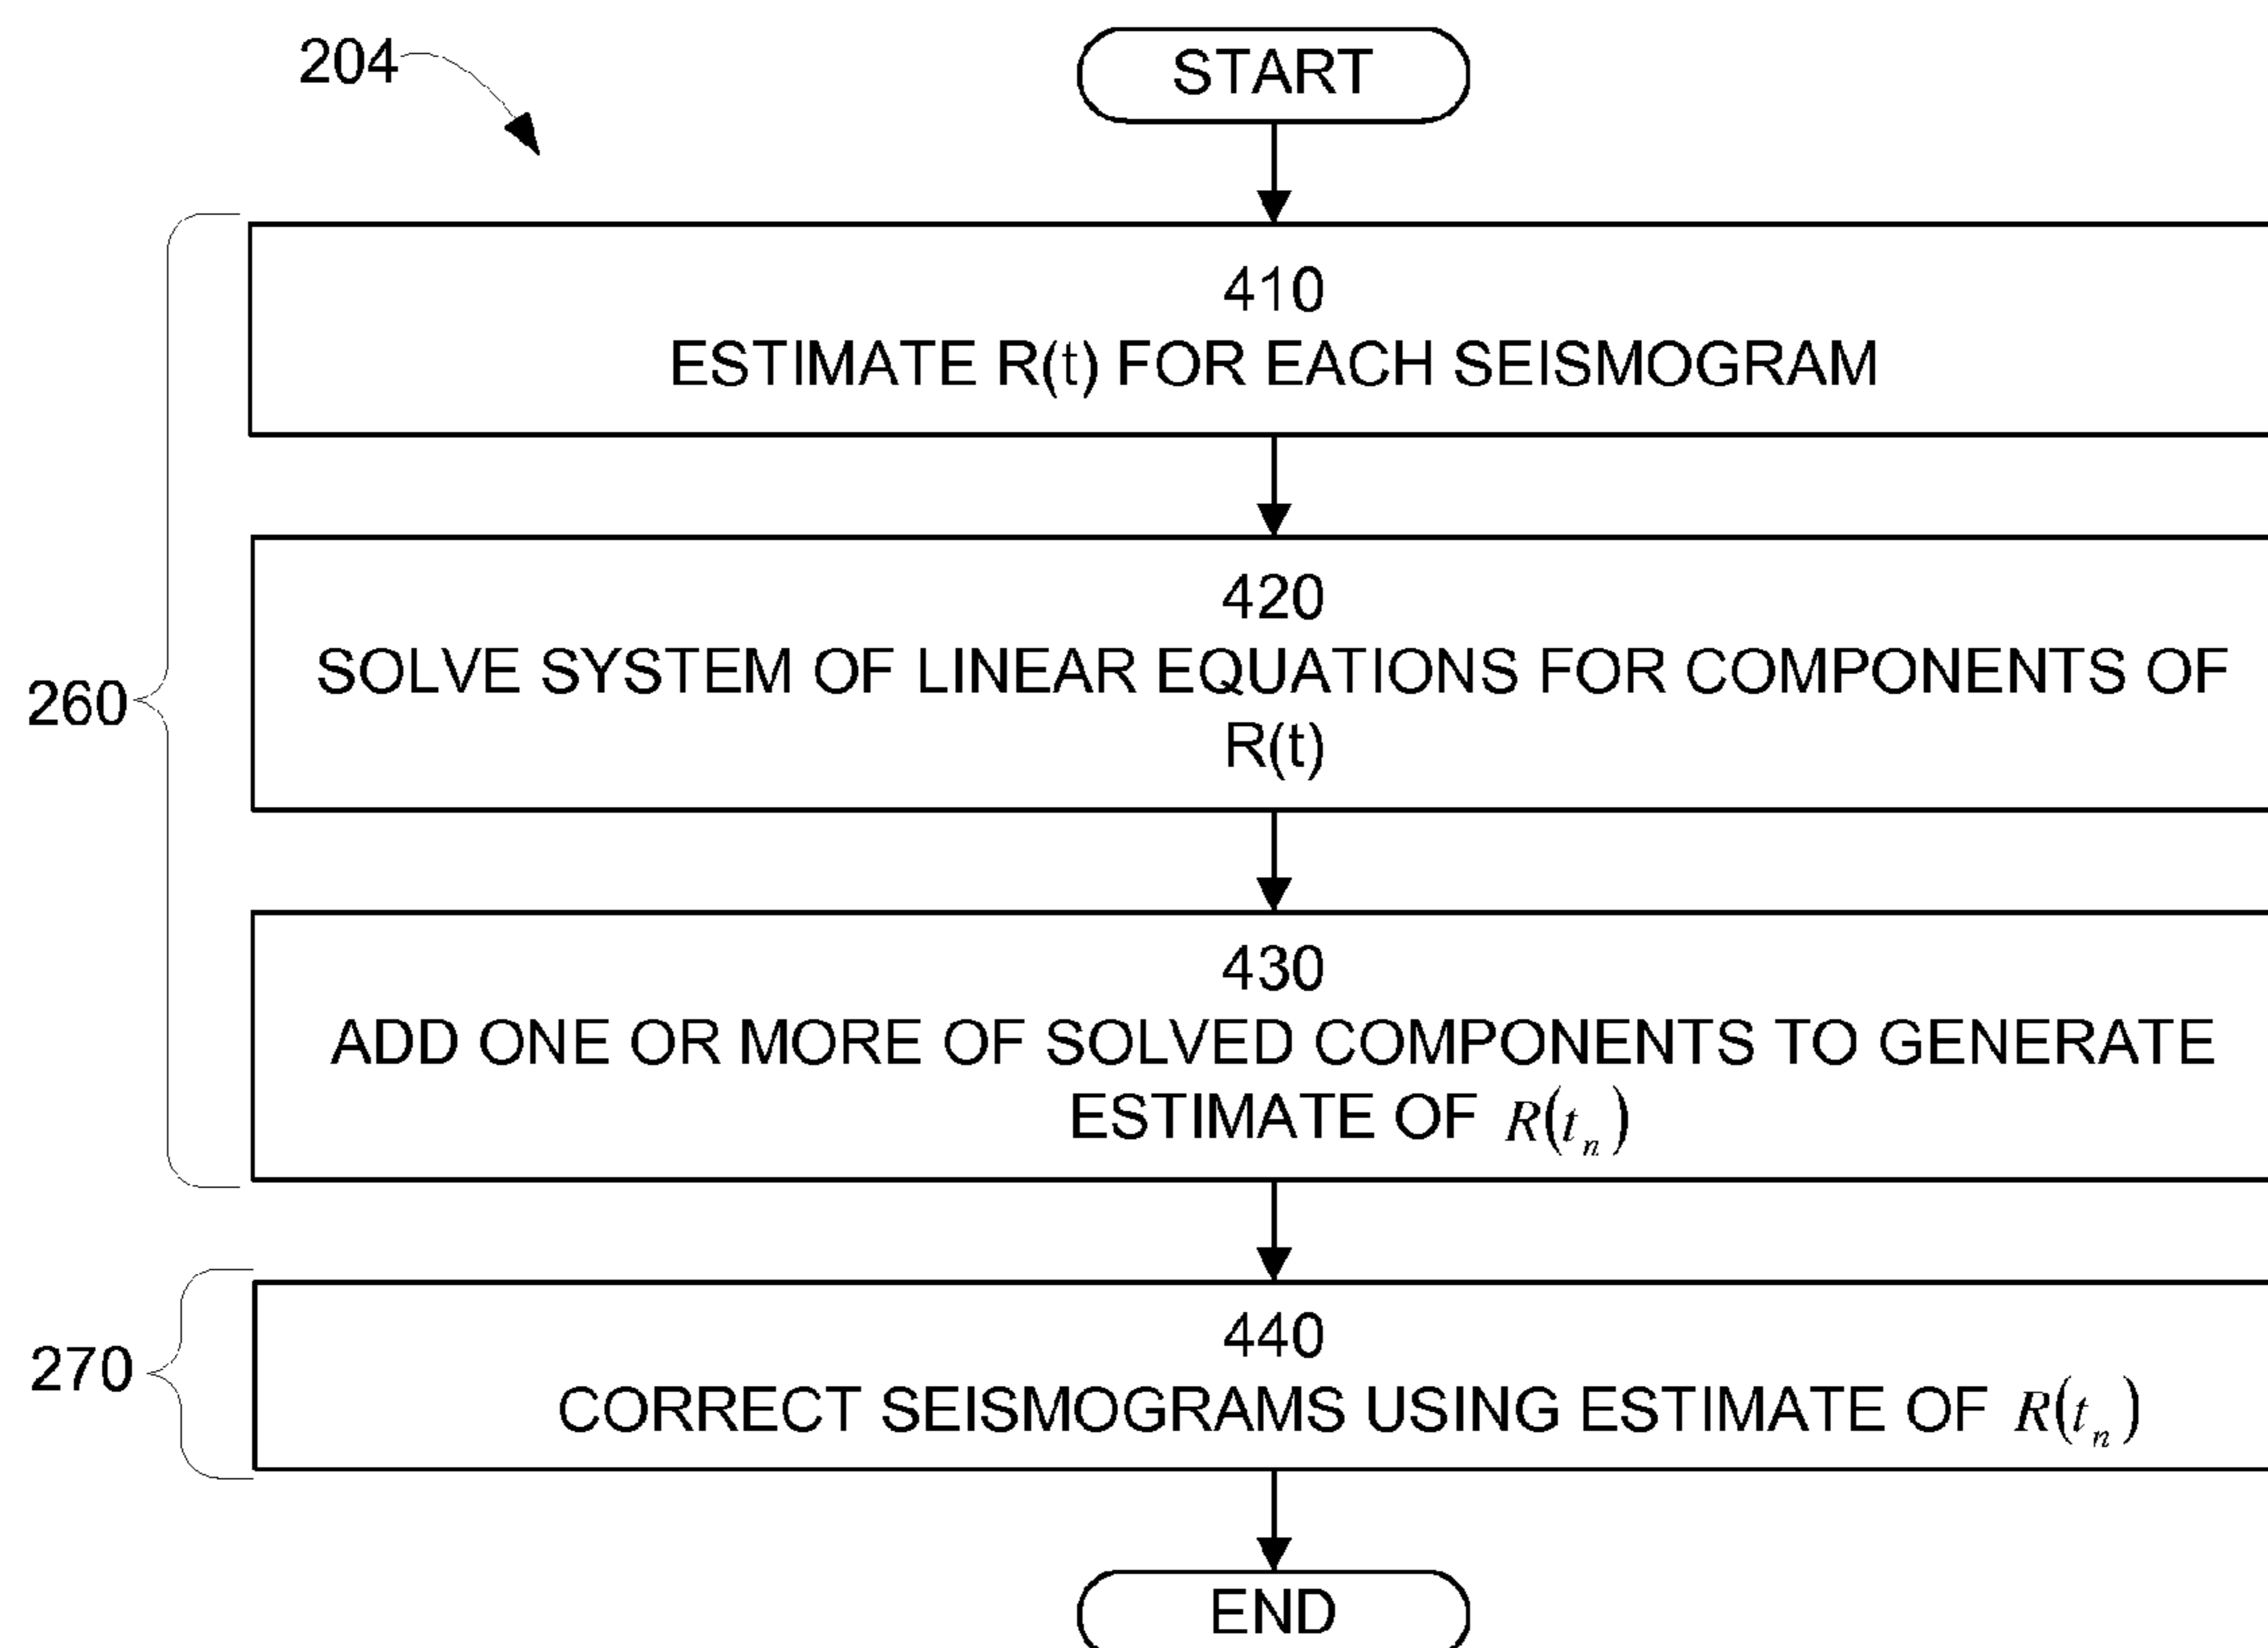 204
START
410
ESTIMATE R(t) FOR EACH SEISMOGRAM
260
420
SOLVE SYSTEM OF LINEAR EQUATIONS FOR COMPONENTS OF
R(t)
430
ADD ONE OR MORE OF SOLVED COMPONENTS TO GENERATE
ESTIMATE OF R(tₙ)
270
440
CORRECT SEISMOGRAMS USING ESTIMATE OF R(tₙ)
END